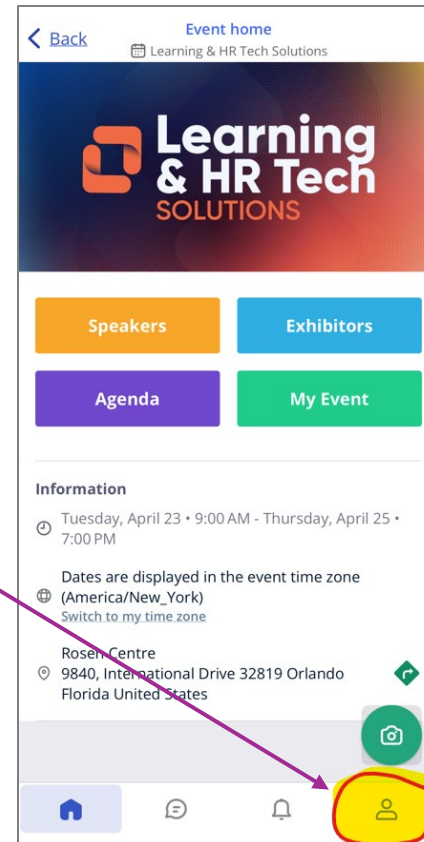 Back
Event home
Learning & HR Tech Solutions
Learning
& HR Tech
SOLUTIONS
Speakers
Exhibitors
Agenda
My Event
Information
Tuesday, April 23 • 9:00 AM - Thursday, April 25 •
7:00 PM
Dates are displayed in the event time zone
(America/New_York)
Switch to my time zone
Rosen Centre
9840, International Drive 32819 Orlando
Florida United States